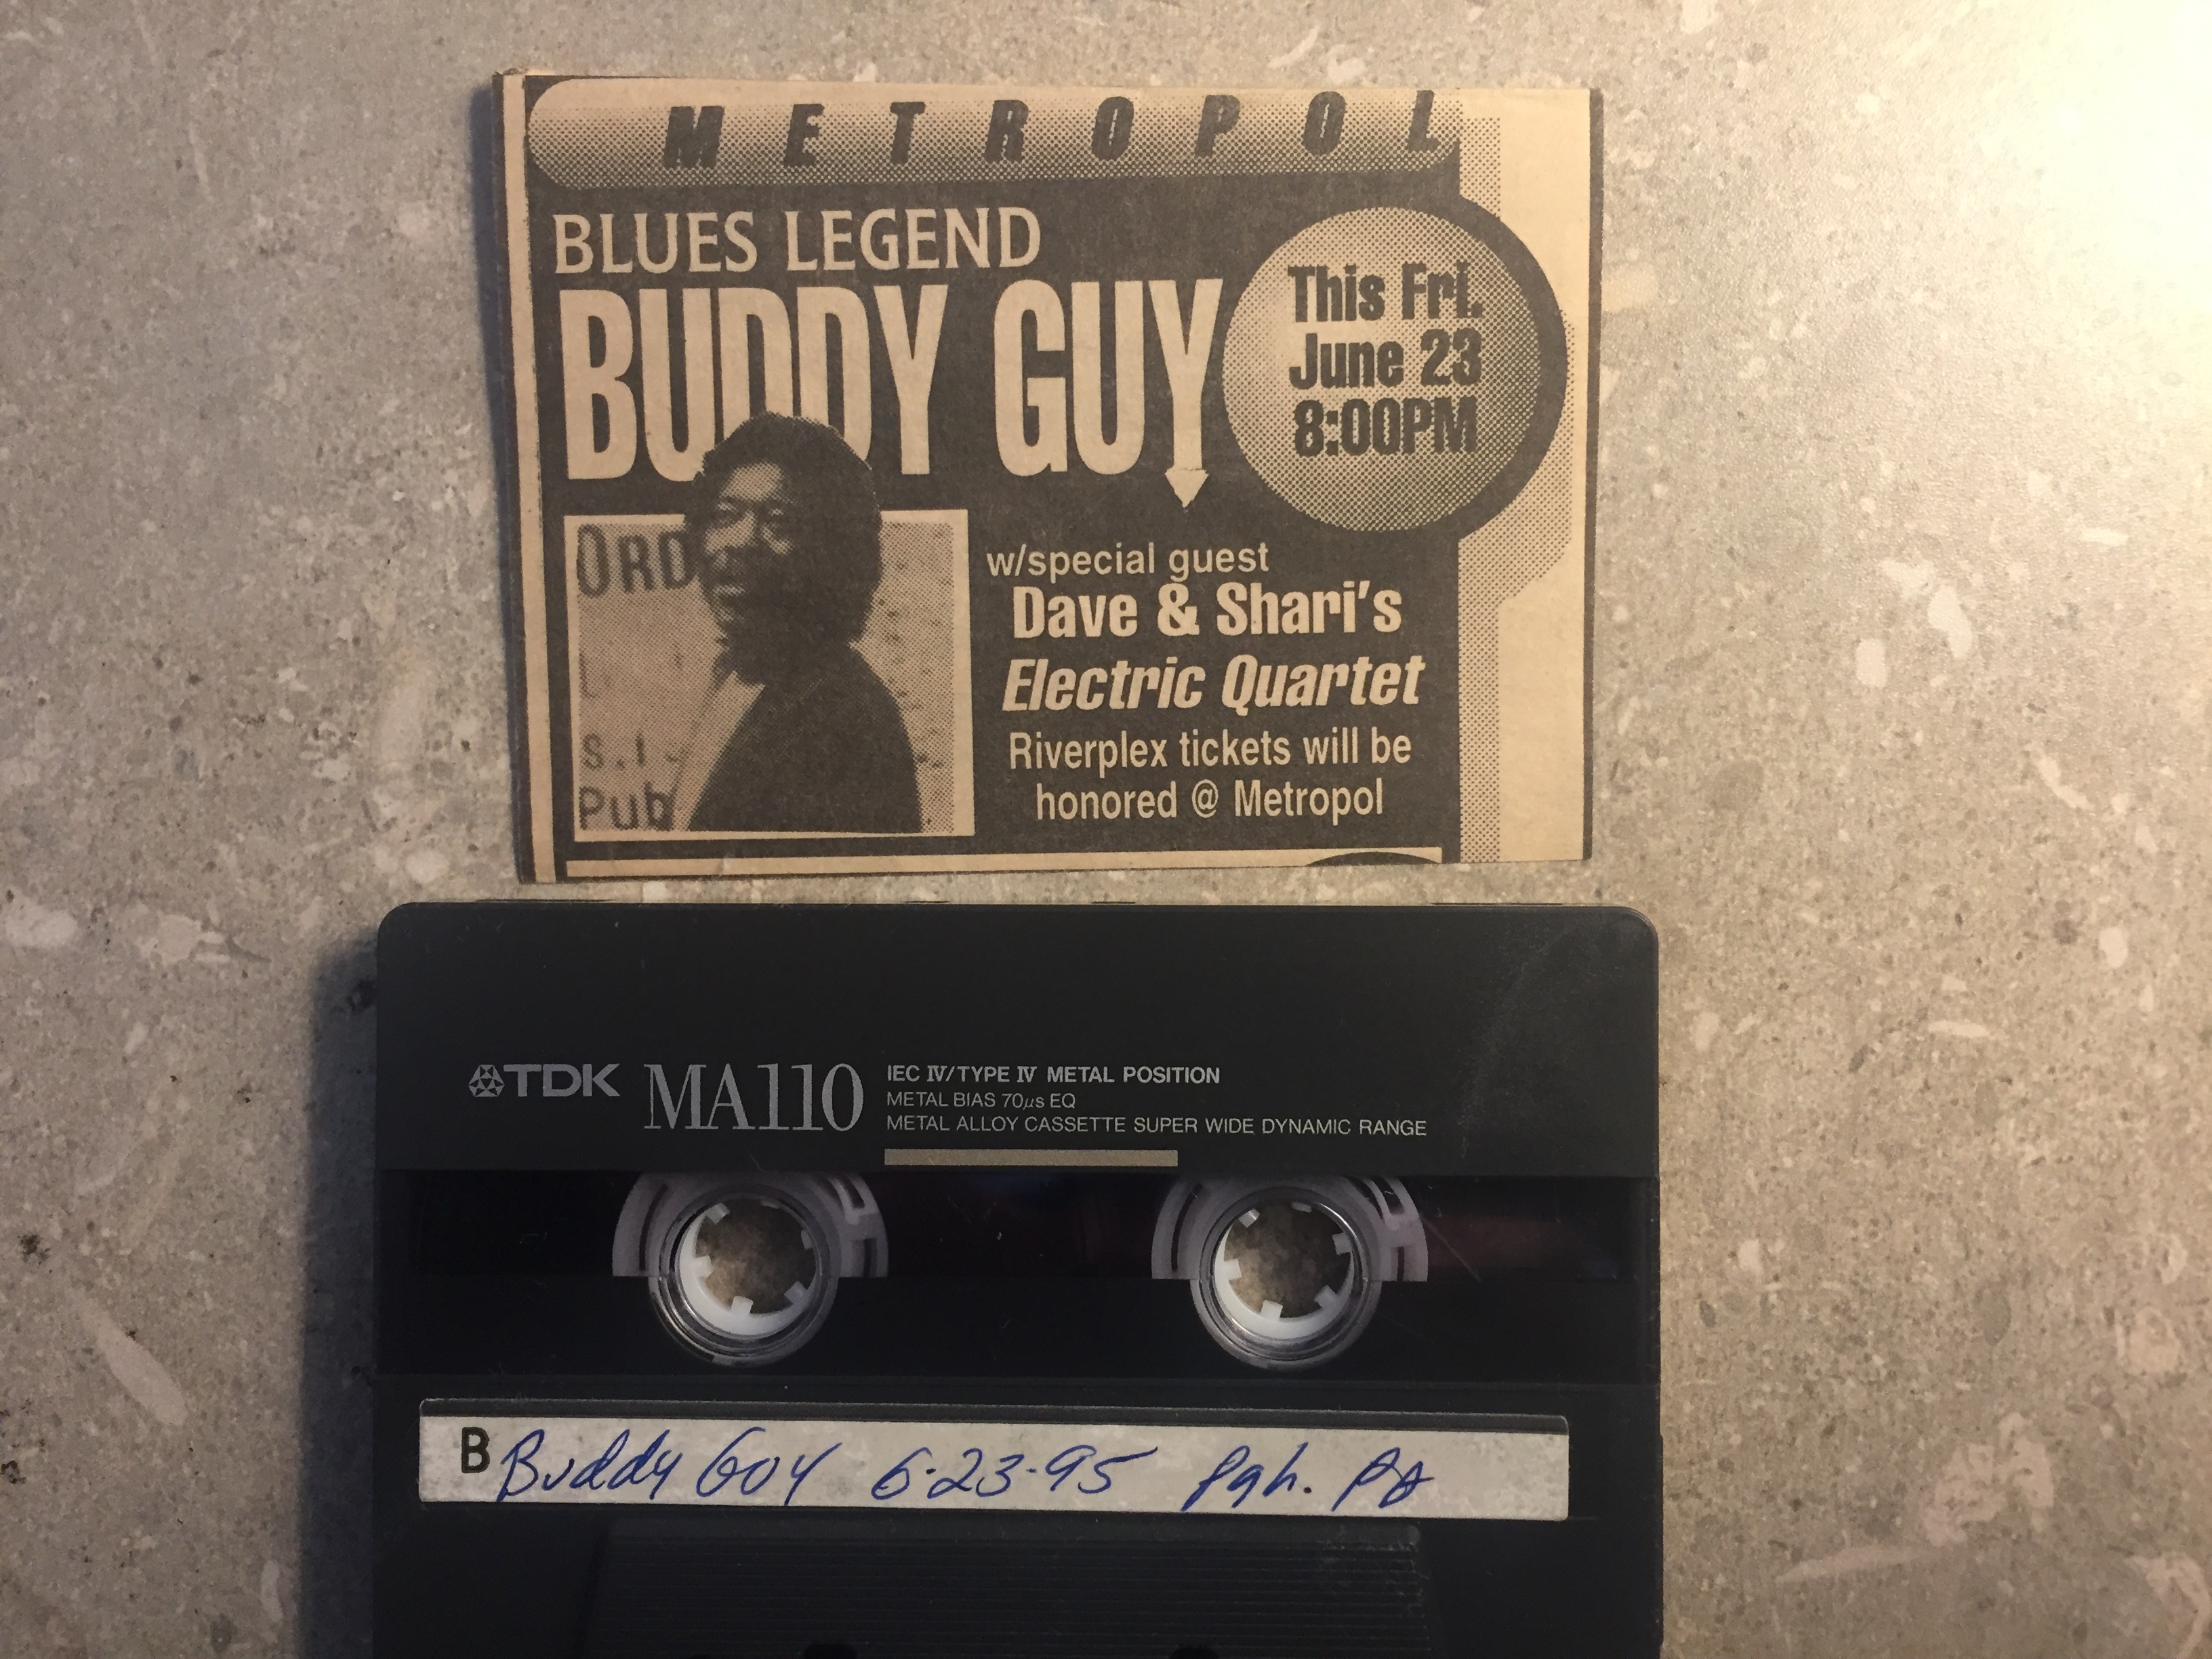 METROPOL
BLUES LEGEND
BUDDY GUY
This Fri.
June 23
8:00PM
ORD
L
S.I
Pub
w/special guest
Dave & Shari's
Electric Quartet
Riverplex tickets will be
honored @ Metropol
TDK MA110
IEC IV/TYPE IV METAL POSITION
METAL BIAS 70µs EQ
METAL ALLOY CASSETTE SUPER WIDE DYNAMIC RANGE
B Buddy Guy 6·23·95 Pgh. PA